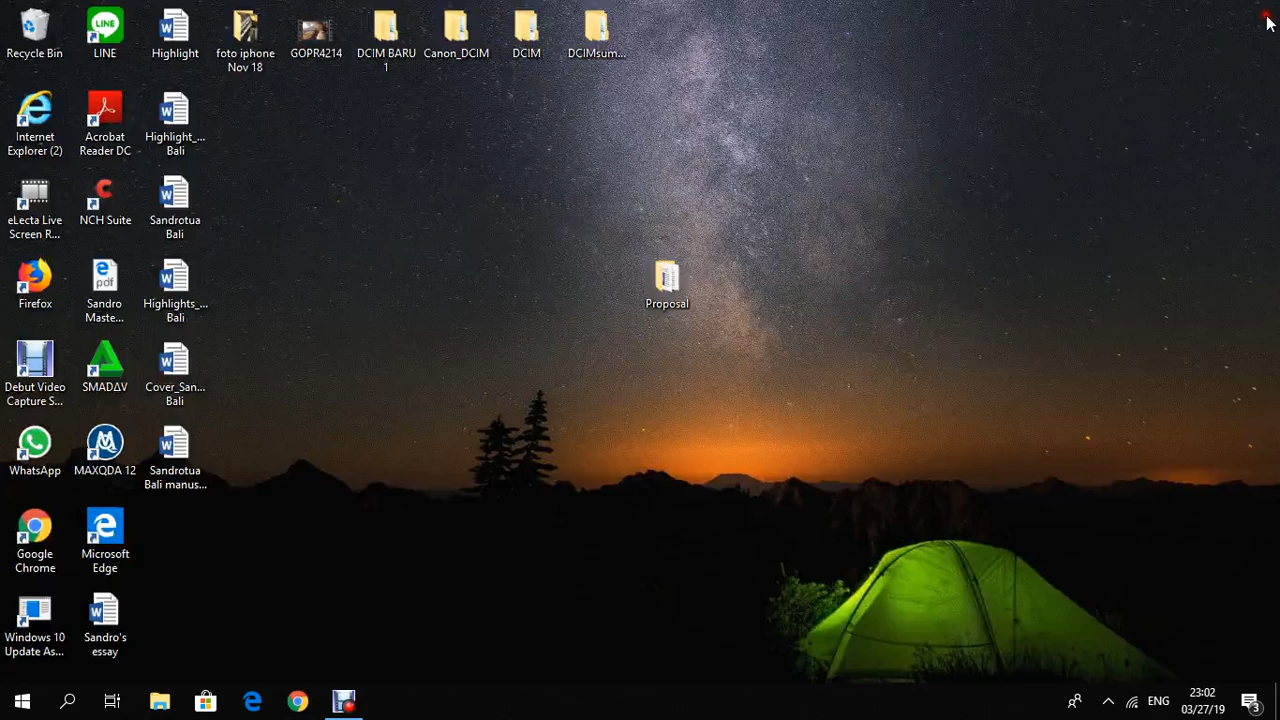 Recycle Bin
LINE
Highlight
foto iphone
Nov 18
GOPR4214
DCIM BARU
1
Canon_DCIM
DCIM
DCIMsum...
Internet
Explorer (2)
Acrobat
Reader DC
Highlight_...
Bali
eLecta Live
Screen R...
NCH Suite
Sandrotua
Bali
Firefox
pdf
Sandro
Maste...
Highlights_...
Bali
Proposal
Debut Video
Capture S...
SMADAV
Cover_San...
Bali
WhatsApp
MAXQDA 12
Sandrotua
Bali manus...
Google
Chrome
Microsoft
Edge
Windows 10
Update As...
Sandro's
essay
ENG
23:02
03/27/19
3